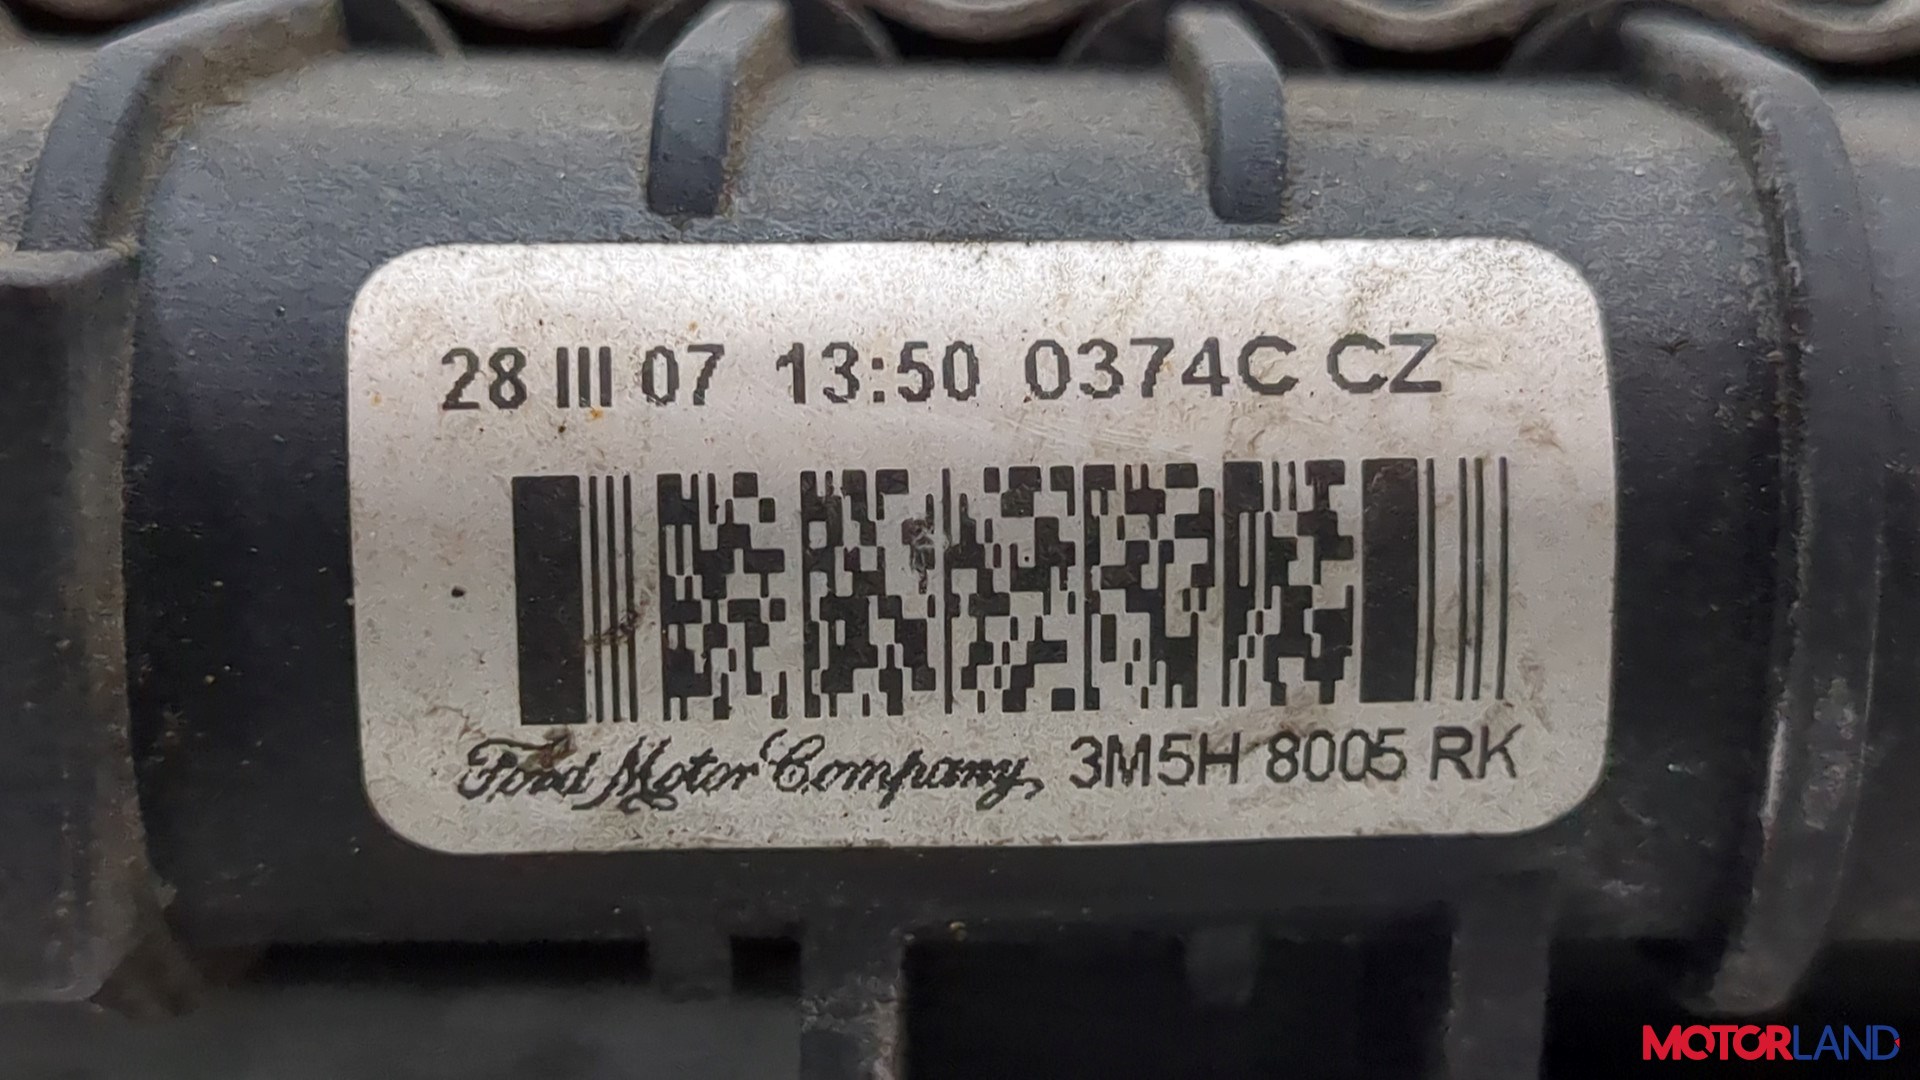 28 III 07 13:50 0374C CZ
Ford Motor Company, 3M5H 8005 RK
MOTORLAND